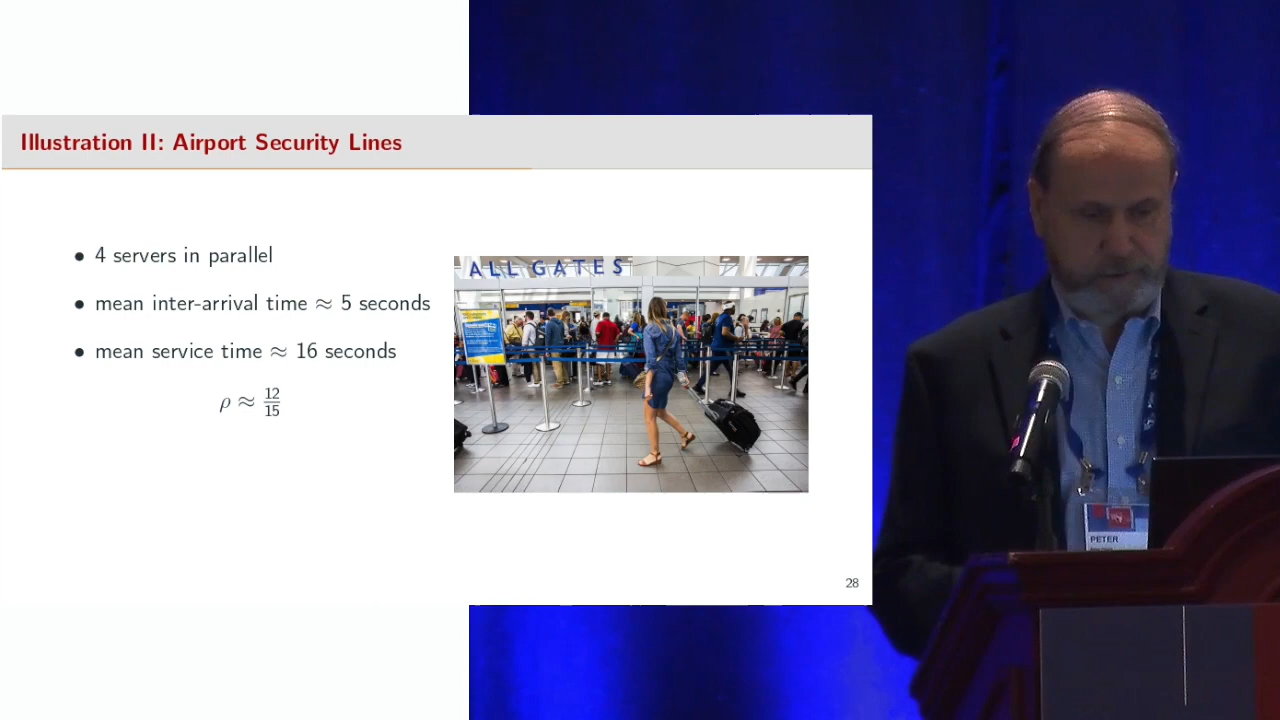 Illustration II: Airport Security Lines
• 4 servers in parallel
• mean inter-arrival time ≈ 5 seconds
• mean service time ≈ 16 seconds
ρ ≈ 12/15
ALL GATES
28
PETER